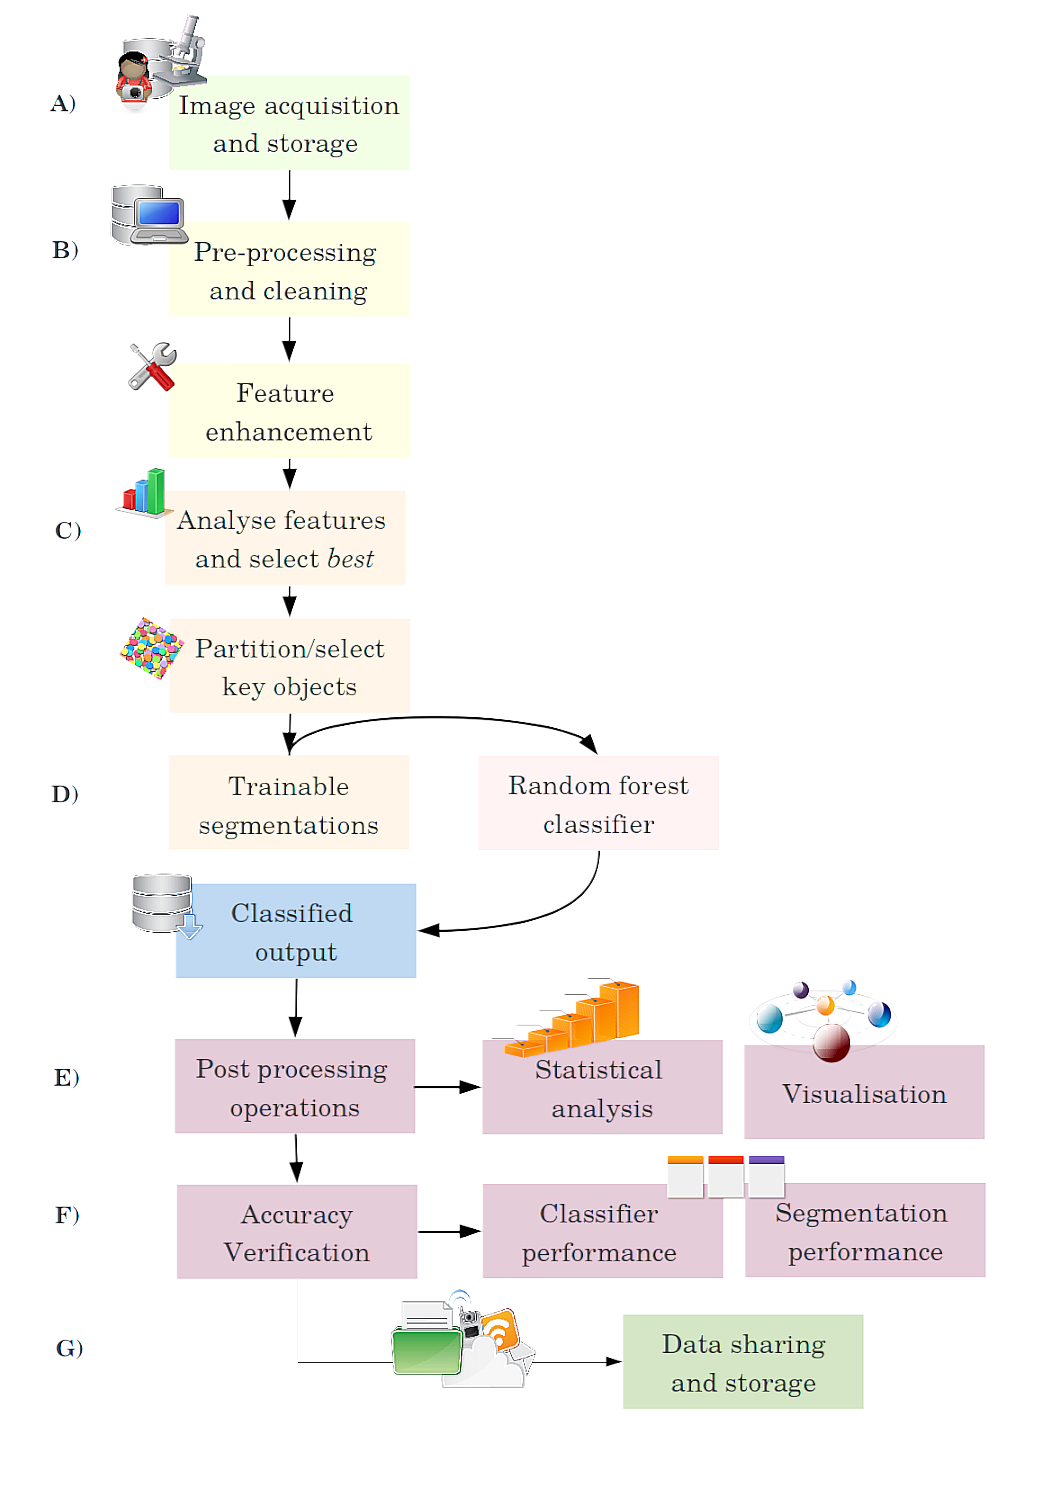 A)
Image acquisition
and storage
B)
Pre-processing
and cleaning
Feature
enhancement
C)
Analyse features
and select best
Partition/select
key objects
D)
Trainable
segmentations
Random forest
classifier
Classified
output
E)
Post processing
operations
Statistical
analysis
Visualisation
F)
Accuracy
Verification
Classifier
performance
Segmentation
performance
G)
Data sharing
and storage